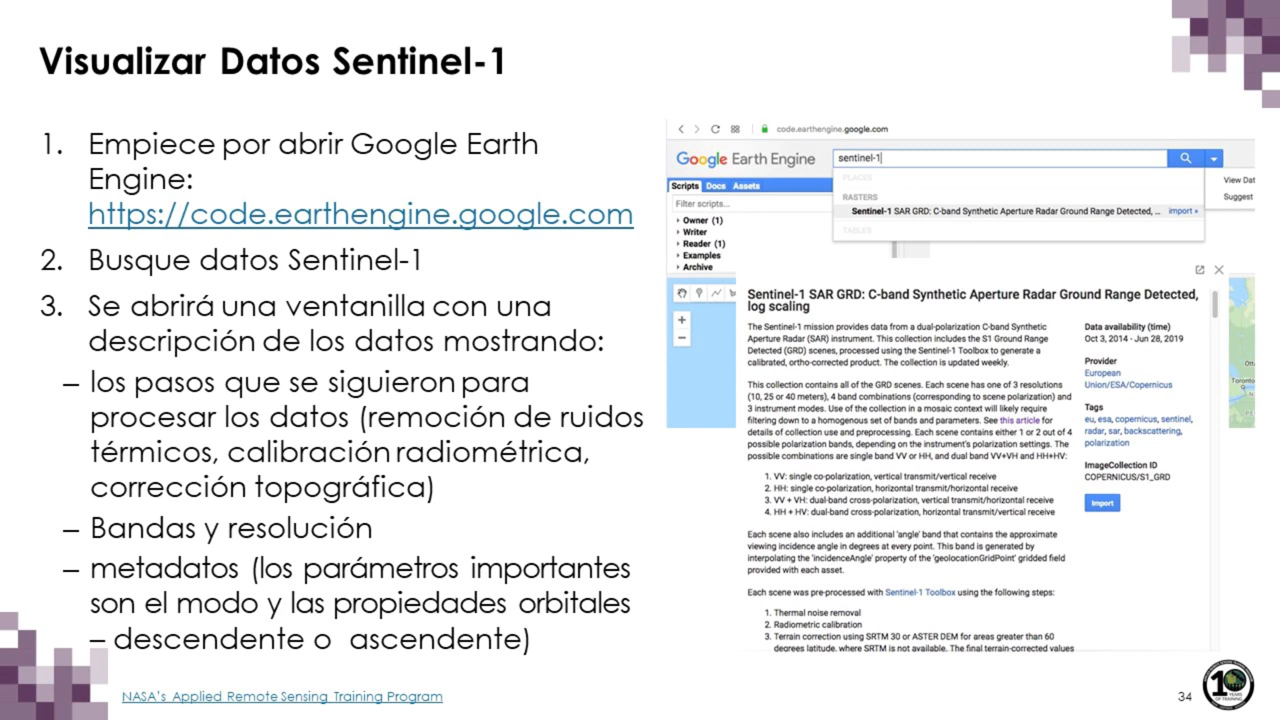 Visualizar Datos Sentinel-1
1. Empiece por abrir Google Earth
Engine:
https://code.earthengine.google.com
2. Busque datos Sentinel-1
3. Se abrirá una ventanilla con una
descripción de los datos mostrando:
– los pasos que se siguieron para
procesar los datos (remoción de ruidos
térmicos, calibración radiométrica,
corrección topográfica)
– Bandas y resolución
– metadatos (los parámetros importantes
son el modo y las propiedades orbitales
– descendente o ascendente)
code.earthengine.google.com
Google Earth Engine
sentinel-1
PLACES
RASTERS
Sentinel-1 SAR GRD: C-band Synthetic Aperture Radar Ground Range Detected, ... import »
TABLES
View Dat
Suggest
Scripts Docs Assets
Filter scripts...
Owner (1)
Writer
Reader (1)
Examples
Archive
Sentinel-1 SAR GRD: C-band Synthetic Aperture Radar Ground Range Detected,
log scaling
The Sentinel-1 mission provides data from a dual-polarization C-band Synthetic
Aperture Radar (SAR) instrument. This collection includes the S1 Ground Range
Detected (GRD) scenes, processed using the Sentinel-1 Toolbox to generate a
calibrated, ortho-corrected product. The collection is updated weekly.
This collection contains all of the GRD scenes. Each scene has one of 3 resolutions
(10, 25 or 40 meters), 4 band combinations (corresponding to scene polarization) and
3 instrument modes. Use of the collection in a mosaic context will likely require
filtering down to a homogenous set of bands and parameters. See this article for
details of collection use and preprocessing. Each scene contains either 1 or 2 out of 4
possible polarization bands, depending on the instrument's polarization settings. The
possible combinations are single band VV or HH, and dual band VV+VH and HH+HV:
1. VV: single co-polarization, vertical transmit/vertical receive
2. HH: single co-polarization, horizontal transmit/horizontal receive
3. VV + VH: dual-band cross-polarization, vertical transmit/horizontal receive
4. HH + HV: dual-band cross-polarization, horizontal transmit/vertical receive
Each scene also includes an additional 'angle' band that contains the approximate
viewing incidence angle in degrees at every point. This band is generated by
interpolating the 'incidenceAngle' property of the 'geolocationGridPoint' gridded field
provided with each asset.
Each scene was pre-processed with Sentinel-1 Toolbox using the following steps:
1. Thermal noise removal
2. Radiometric calibration
3. Terrain correction using SRTM 30 or ASTER DEM for areas greater than 60
degrees latitude, where SRTM is not available. The final terrain-corrected values
Data availability (time)
Oct 3, 2014 - Jun 28, 2019
Provider
European
Union/ESA/Copernicus
Tags
eu, esa, copernicus, sentinel,
radar, sar, backscattering,
polarization
ImageCollection ID
COPERNICUS/S1_GRD
Import
Toronto
NASA's Applied Remote Sensing Training Program
34
10
YEARS
OF TRAINING